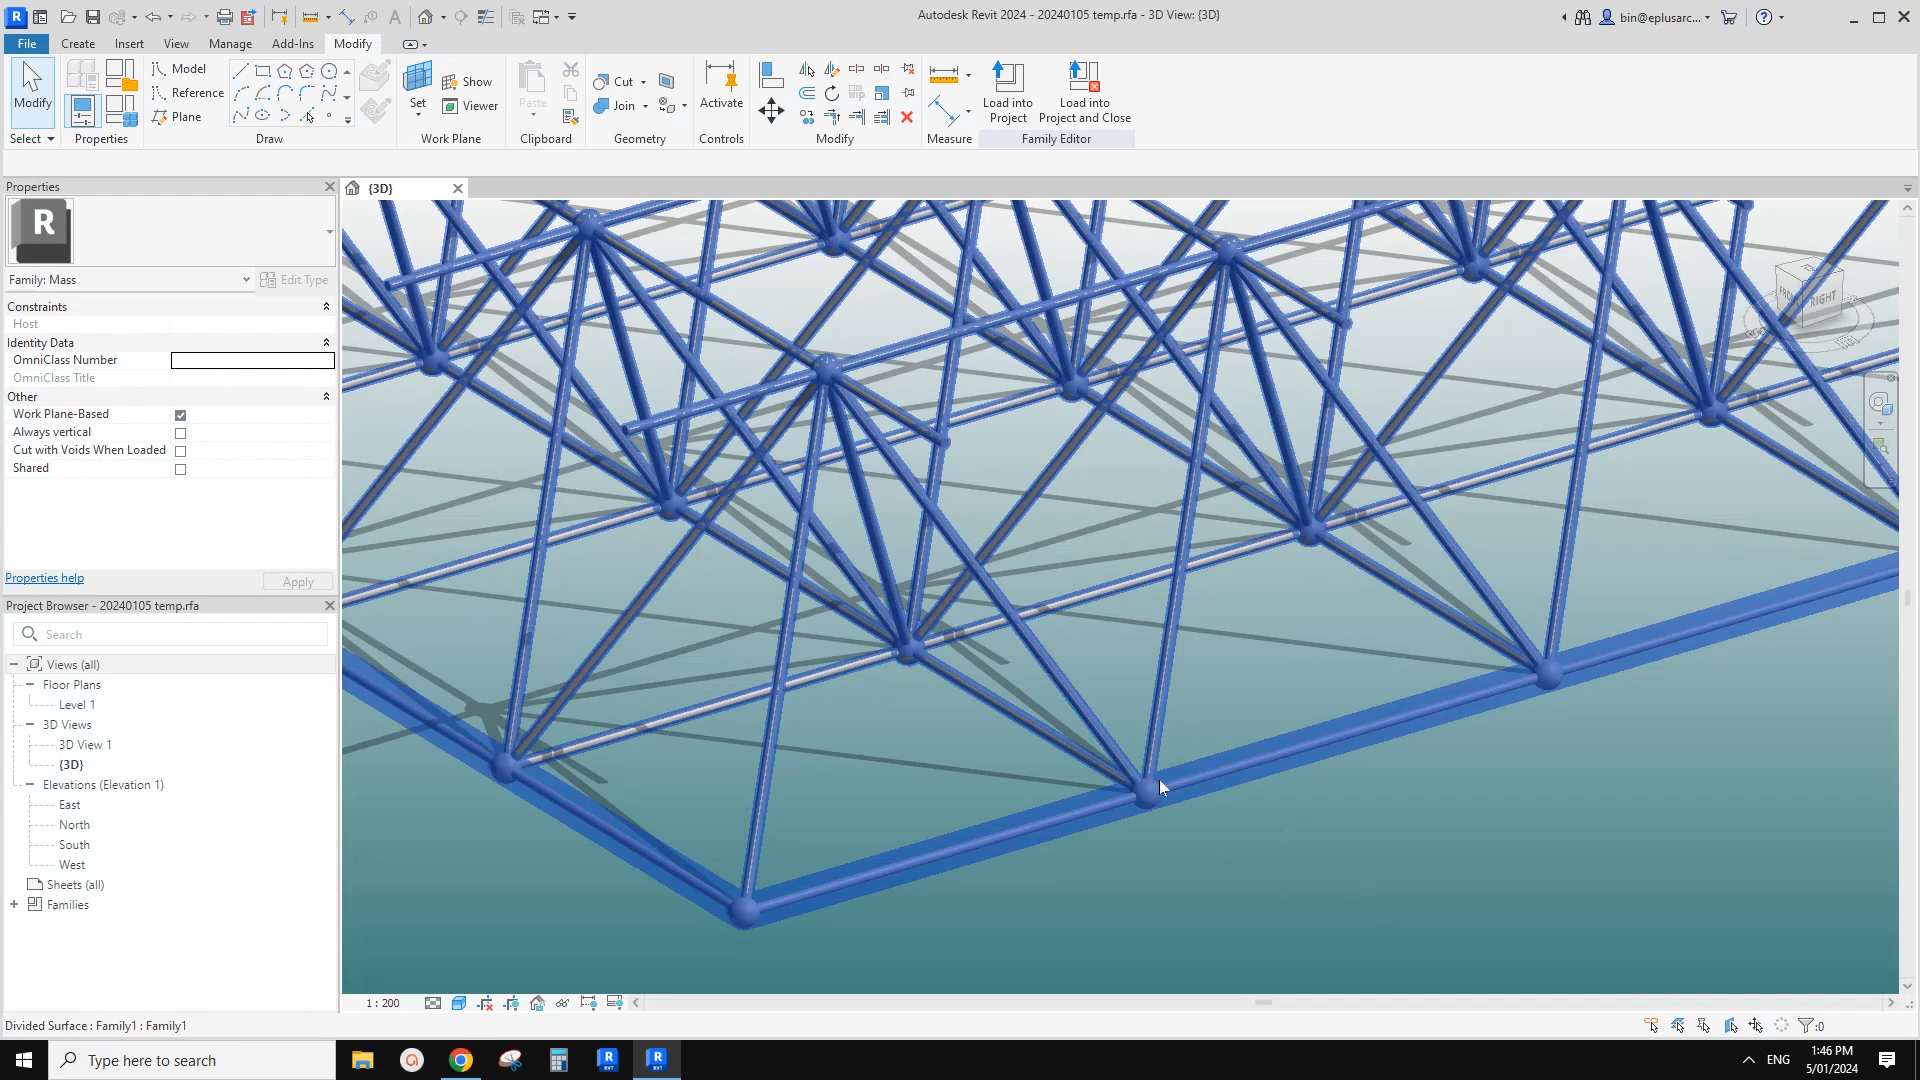 Autodesk Revit 2024 - 20240105 temp.rfa - 3D View: {3D}
bin@eplusarc...
File Create Insert View Manage Add-Ins Modify
Modify
Select
Properties
Model
Reference
Plane
Draw
Set
Show
Viewer
Work Plane
Paste
Clipboard
Cut
Join
Geometry
Activate
Controls
Modify
Measure
Load into
Project
Load into
Project and Close
Family Editor
Properties
{3D}
R
Family: Mass
Edit Type
Constraints
Host
Identity Data
OmniClass Number
OmniClass Title
Other
Work Plane-Based
Always vertical
Cut with Voids When Loaded
Shared
Properties help
Apply
Project Browser - 20240105 temp.rfa
Search
Views (all)
Floor Plans
Level 1
3D Views
3D View 1
{3D}
Elevations (Elevation 1)
East
North
South
West
Sheets (all)
Families
RIGHT
1 : 200
Divided Surface : Family1 : Family1
:0
Type here to search
ENG
1:46 PM
5/01/2024